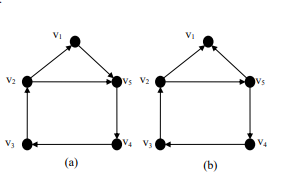 v₁ v₁
v₂ v₅ v₂ v₅
v₃ v₄ v₃ v₄
(a) (b)